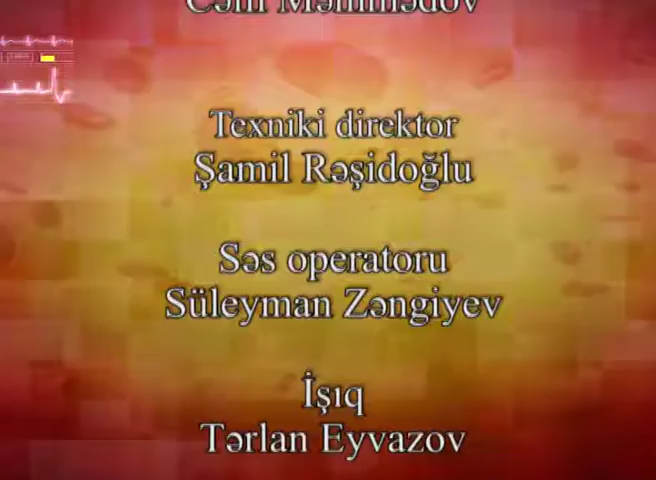 Texniki direktor
Şamil Rəşidoğlu
Səs operatoru
Süleyman Zəngiyev
İşıq
Tərlan Eyvazov